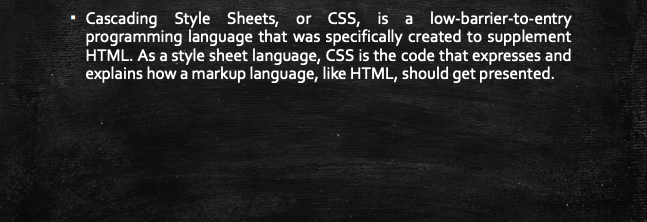 ▪ Cascading Style Sheets, or CSS, is a low-barrier-to-entry
programming language that was specifically created to supplement
HTML. As a style sheet language, CSS is the code that expresses and
explains how a markup language, like HTML, should get presented.